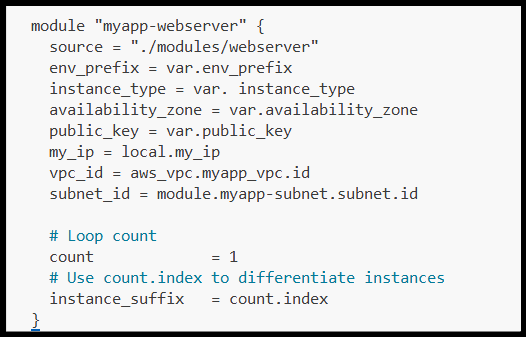 module "myapp-webserver" {
  source = "./modules/webserver"
  env_prefix = var.env_prefix
  instance_type = var. instance_type
  availability_zone = var.availability_zone
  public_key = var.public_key
  my_ip = local.my_ip
  vpc_id = aws_vpc.myapp_vpc.id
  subnet_id = module.myapp-subnet.subnet.id

  # Loop count
  count          = 1
  # Use count.index to differentiate instances
  instance_suffix   = count.index
}